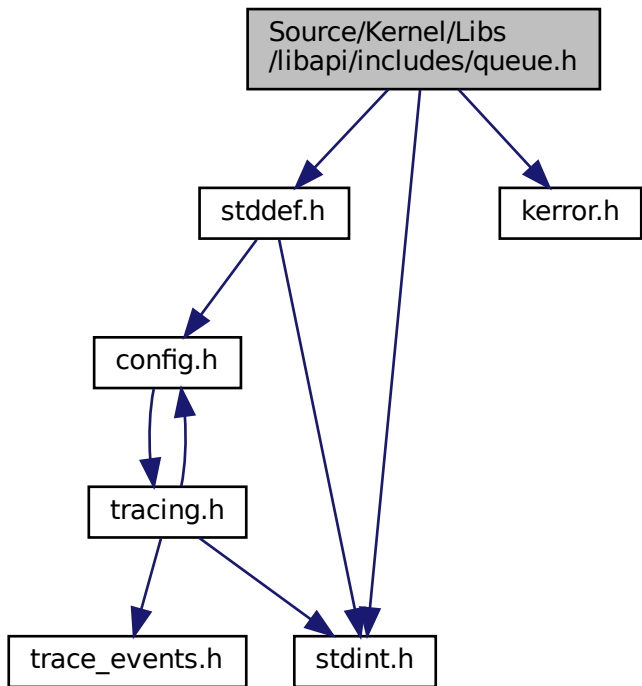 Source/Kernel/Libs
/libapi/includes/queue.h
stddef.h
kerror.h
config.h
tracing.h
trace_events.h
stdint.h